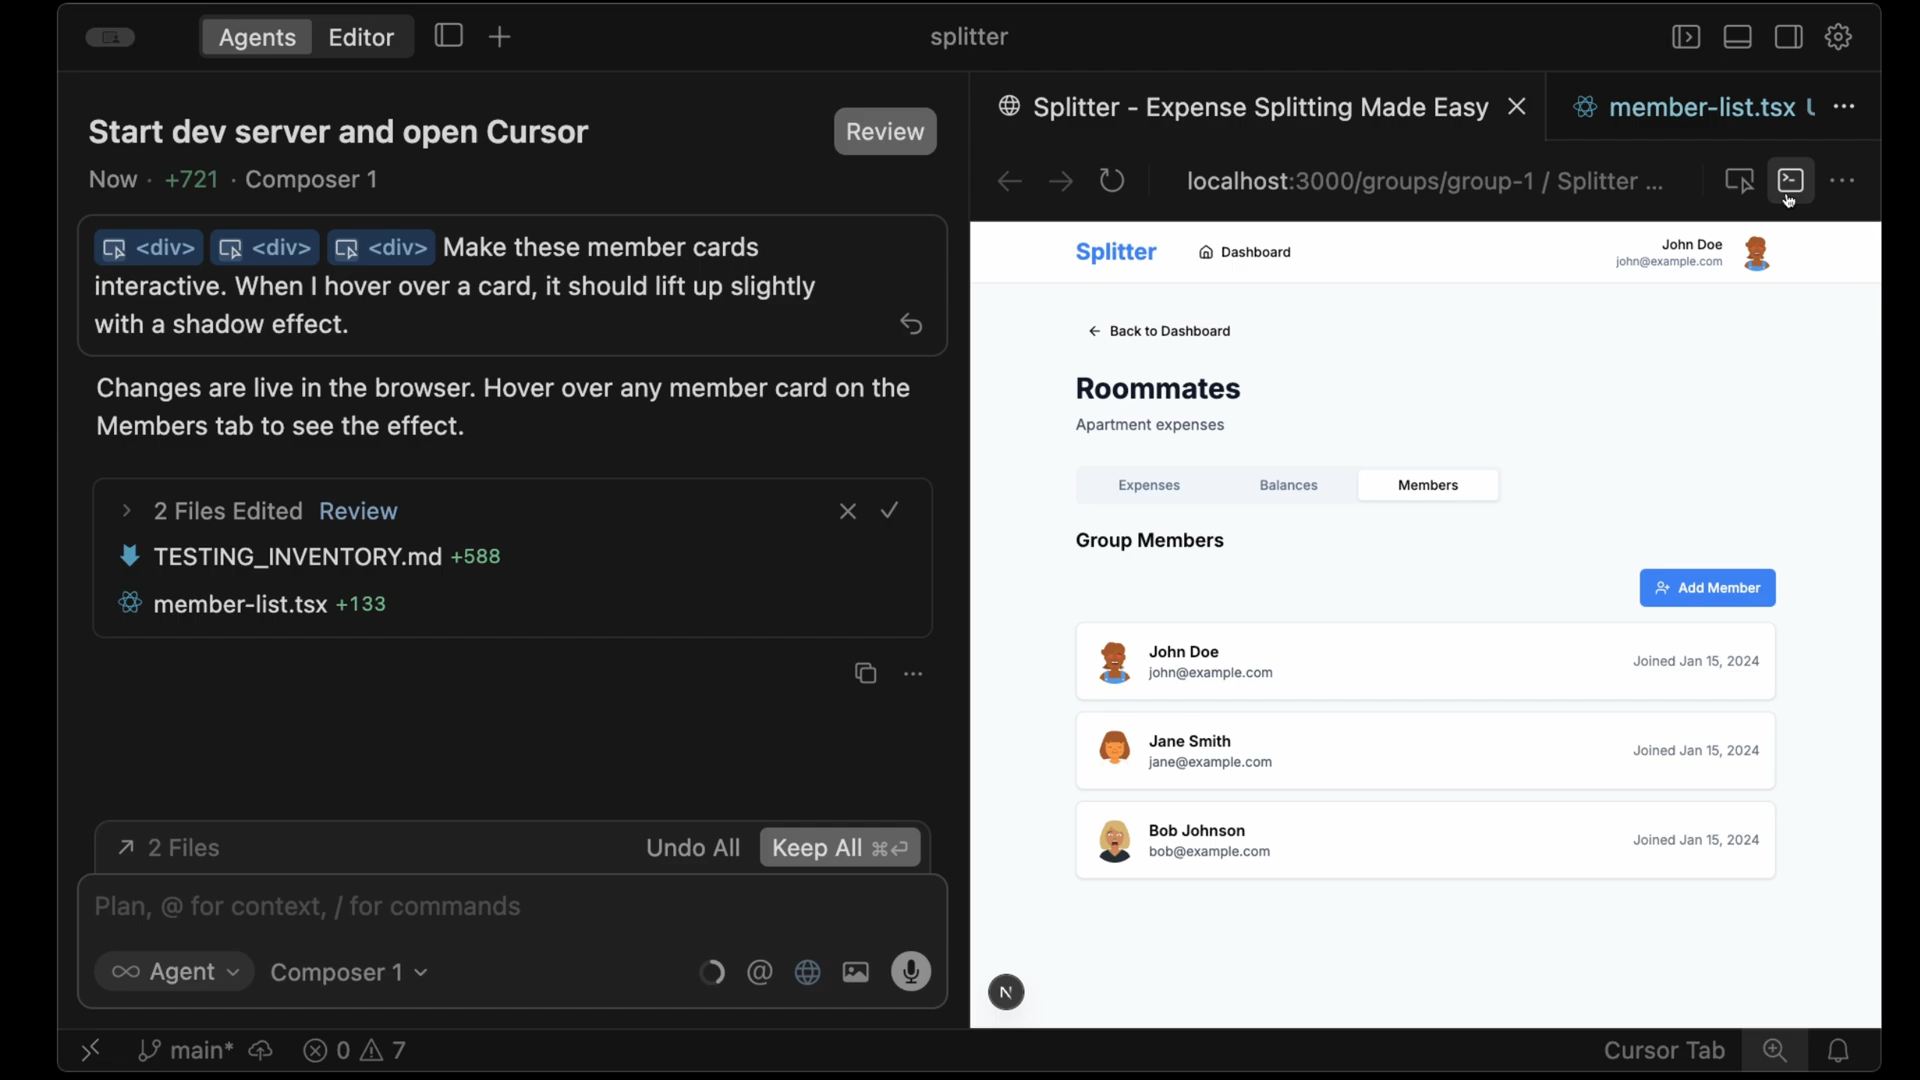 Agents
Editor
splitter
Start dev server and open Cursor
Review
Now · +721 · Composer 1
<div> <div> <div> Make these member cards
interactive. When I hover over a card, it should lift up slightly
with a shadow effect.
Changes are live in the browser. Hover over any member card on the
Members tab to see the effect.
2 Files Edited Review
TESTING_INVENTORY.md +588
member-list.tsx +133
2 Files
Undo All
Keep All ⌘⏎
Plan, @ for context, / for commands
Agent
Composer 1
Splitter - Expense Splitting Made Easy
member-list.tsx
localhost:3000/groups/group-1 / Splitter ...
Splitter
Dashboard
John Doe
john@example.com
Back to Dashboard
Roommates
Apartment expenses
Expenses
Balances
Members
Group Members
Add Member
John Doe
john@example.com
Joined Jan 15, 2024
Jane Smith
jane@example.com
Joined Jan 15, 2024
Bob Johnson
bob@example.com
Joined Jan 15, 2024
N
main*
0
7
Cursor Tab